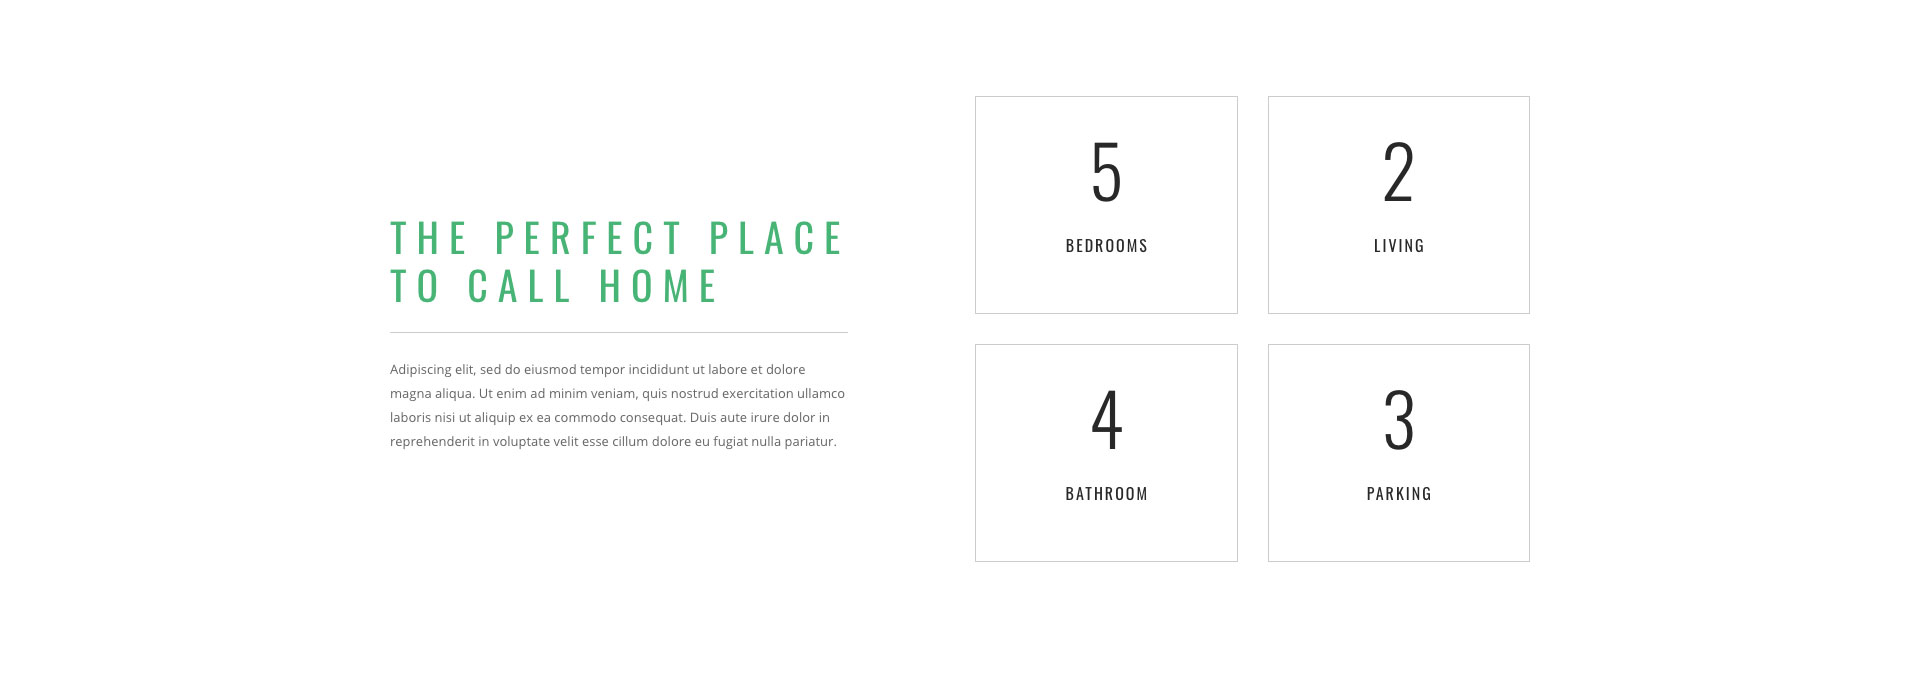 THE PERFECT PLACE
TO CALL HOME
Adipiscing elit, sed do eiusmod tempor incididunt ut labore et dolore
magna aliqua. Ut enim ad minim veniam, quis nostrud exercitation ullamco
laboris nisi ut aliquip ex ea commodo consequat. Duis aute irure dolor in
reprehenderit in voluptate velit esse cillum dolore eu fugiat nulla pariatur.
5
BEDROOMS
2
LIVING
4
BATHROOM
3
PARKING